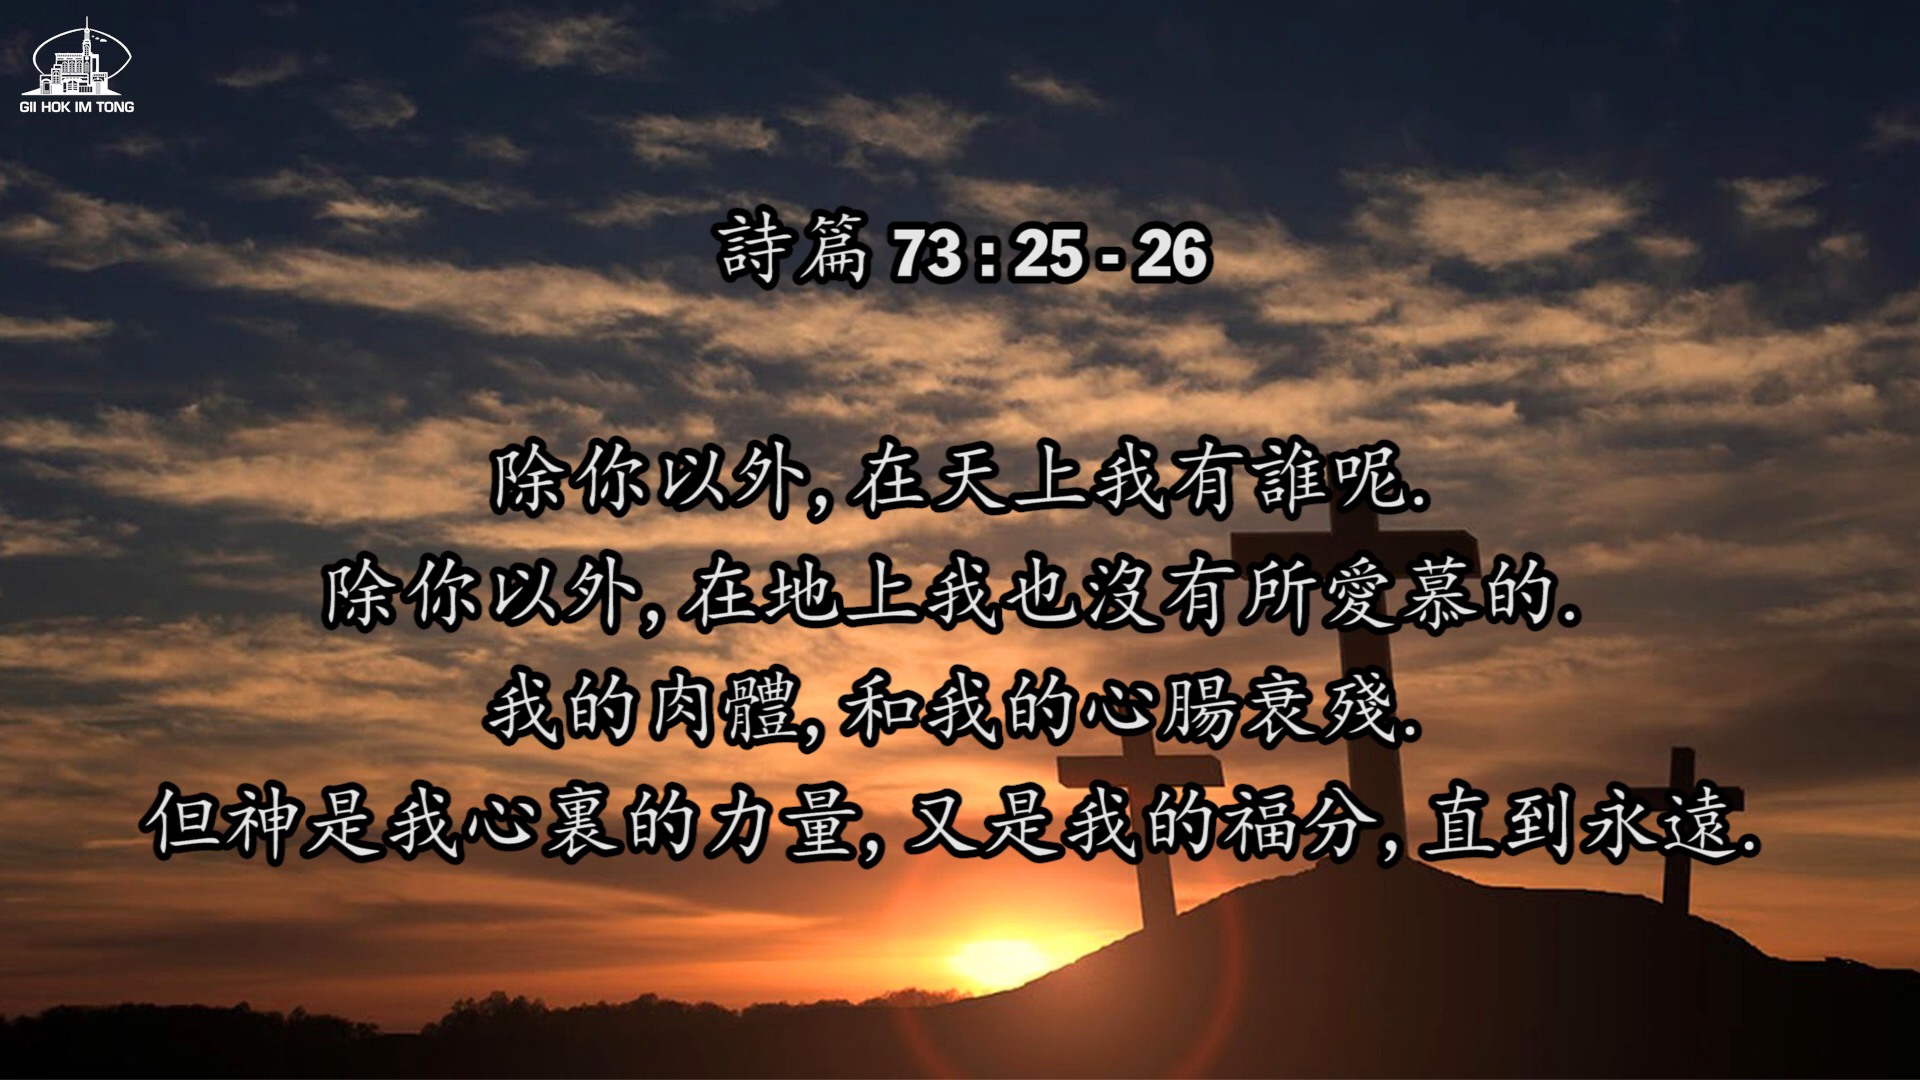 GII HOK IM TONG
詩篇 73 : 25 - 26
除你以外, 在天上我有誰呢.
除你以外, 在地上我也沒有所愛慕的.
我的肉體, 和我的心腸衰殘.
但神是我心裏的力量, 又是我的福分, 直到永遠.